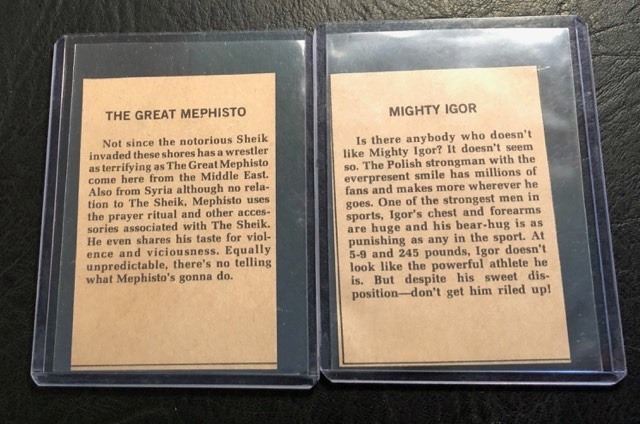 THE GREAT MEPHISTO
Not since the notorious Sheik
invaded these shores has a wrestler
as terrifying as The Great Mephisto
come here from the Middle East.
Also from Syria although no rela-
tion to The Sheik, Mephisto uses
the prayer ritual and other acces-
sories associated with The Sheik.
He even shares his taste for viol-
ence and viciousness. Equally
unpredictable, there's no telling
what Mephisto's gonna do.
MIGHTY IGOR
Is there anybody who doesn't
like Mighty Igor? It doesn't seem
so. The Polish strongman with the
everpresent smile has millions of
fans and makes more wherever he
goes. One of the strongest men in
sports, Igor's chest and forearms
are huge and his bear-hug is as
punishing as any in the sport. At
5-9 and 245 pounds, Igor doesn't
look like the powerful athlete he
is. But despite his sweet dis-
position—don't get him riled up!